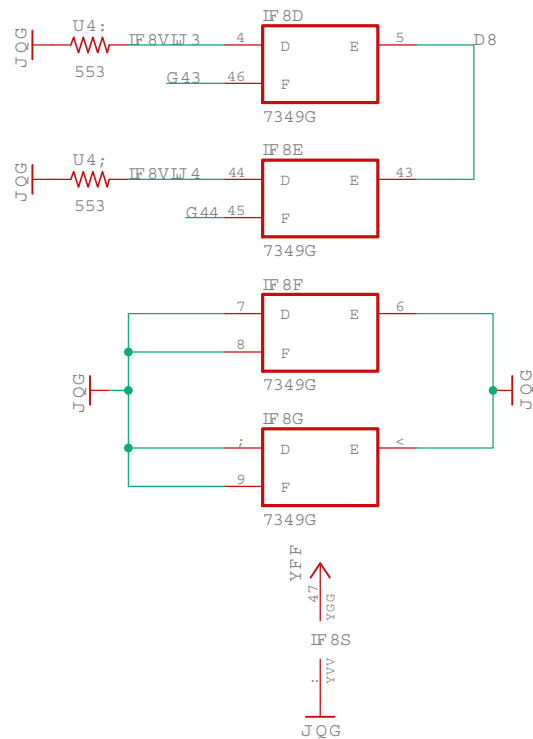 IF8D
U4:
JQG
553
IF8VIJ3
4
D
E
5
D8
G43
46
F
7349G
IF8E
U4;
JQG
553
IF8VIJ4
44
D
E
43
G44
45
F
7349G
IF8F
7
D
E
6
8
F
7349G
JQG
JQG
IF8G
;
D
E
<
9
F
7349G
YFF
47
YGG
IF8S
:
YVV
JQG